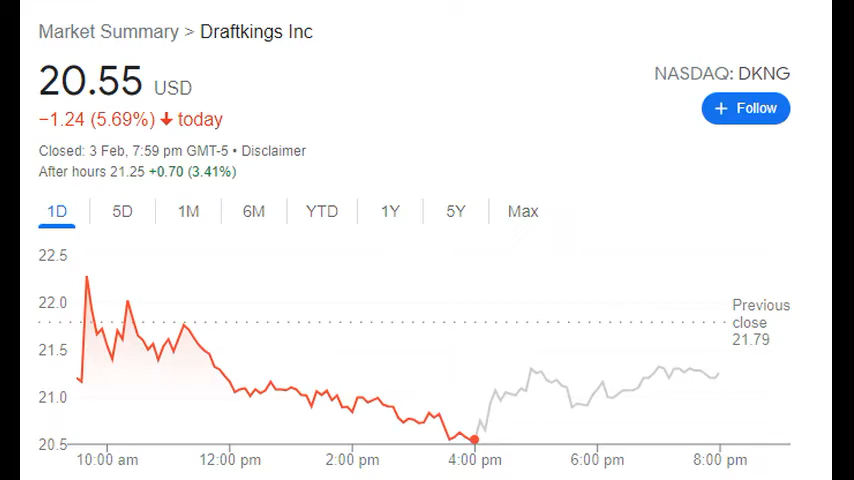 Market Summary > Draftkings Inc
20.55 USD
NASDAQ: DKNG
+ Follow
−1.24 (5.69%) ↓ today
Closed: 3 Feb, 7:59 pm GMT-5 • Disclaimer
After hours 21.25 +0.70 (3.41%)
1D 5D 1M 6M YTD 1Y 5Y Max
22.5
22.0
21.5
21.0
20.5
Previous
close
21.79
10:00 am 12:00 pm 2:00 pm 4:00 pm 6:00 pm 8:00 pm